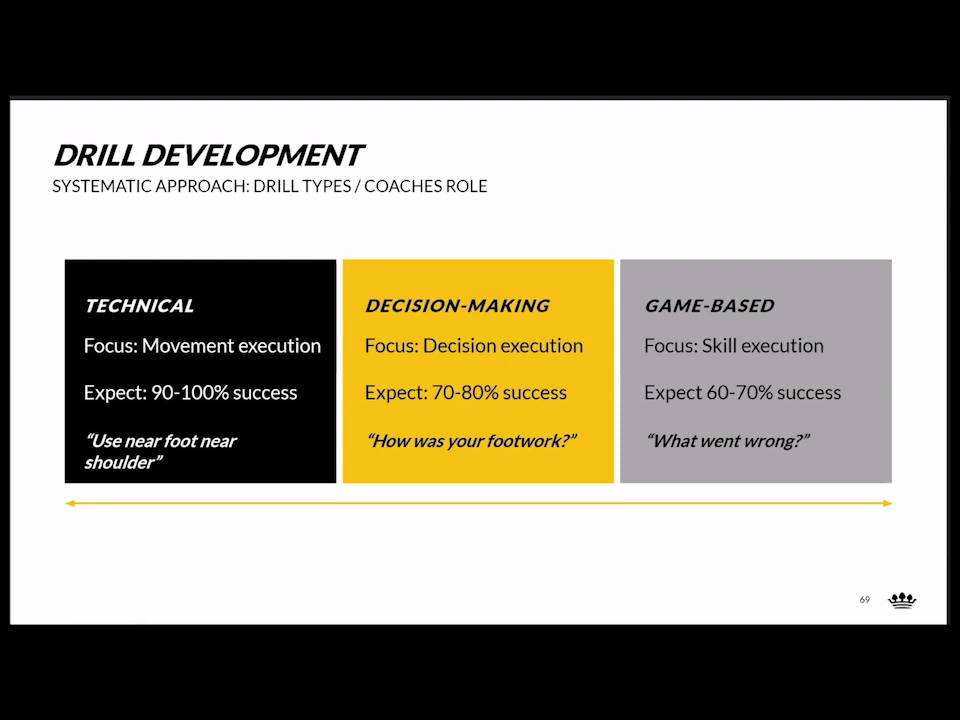 DRILL DEVELOPMENT
SYSTEMATIC APPROACH: DRILL TYPES / COACHES ROLE
TECHNICAL
Focus: Movement execution
Expect: 90-100% success
“Use near foot near
shoulder”
DECISION-MAKING
Focus: Decision execution
Expect: 70-80% success
“How was your footwork?”
GAME-BASED
Focus: Skill execution
Expect 60-70% success
“What went wrong?”
69